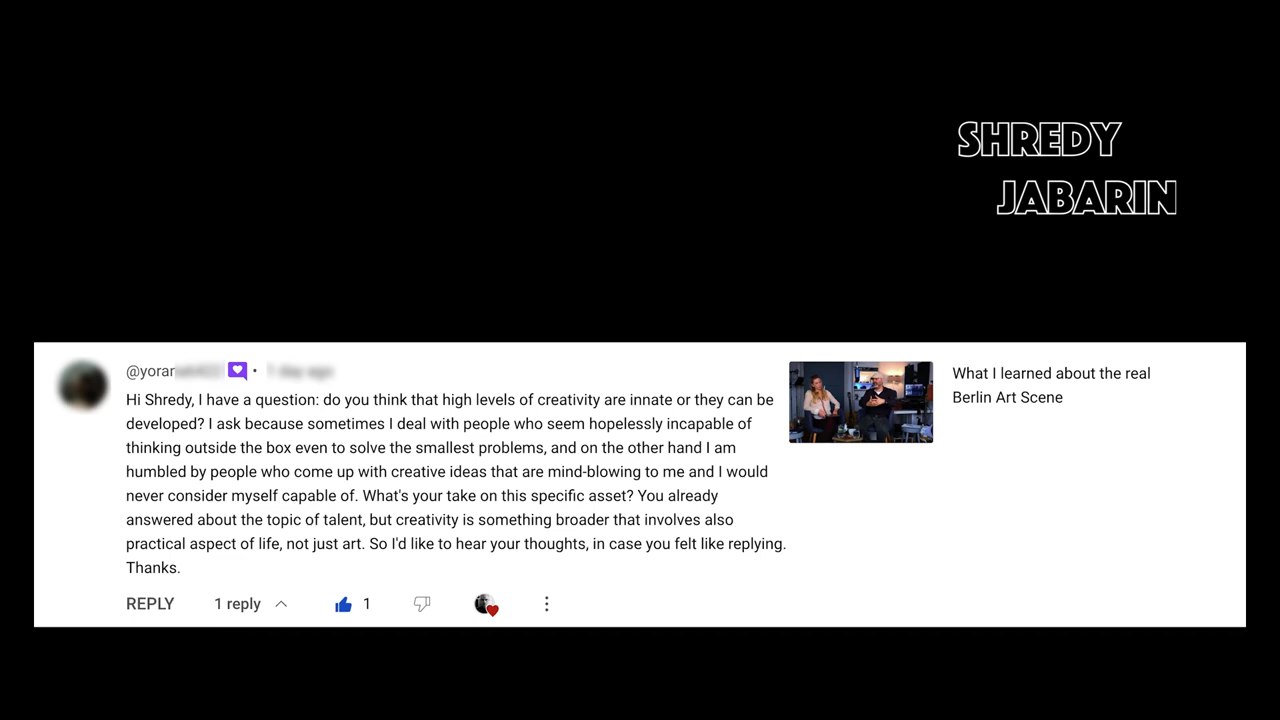 SHREDY
JABARIN
@yorar
Hi Shredy, I have a question: do you think that high levels of creativity are innate or they can be
developed? I ask because sometimes I deal with people who seem hopelessly incapable of
thinking outside the box even to solve the smallest problems, and on the other hand I am
humbled by people who come up with creative ideas that are mind-blowing to me and I would
never consider myself capable of. What's your take on this specific asset? You already
answered about the topic of talent, but creativity is something broader that involves also
practical aspect of life, not just art. So I'd like to hear your thoughts, in case you felt like replying.
Thanks.
REPLY 1 reply 1
What I learned about the real
Berlin Art Scene